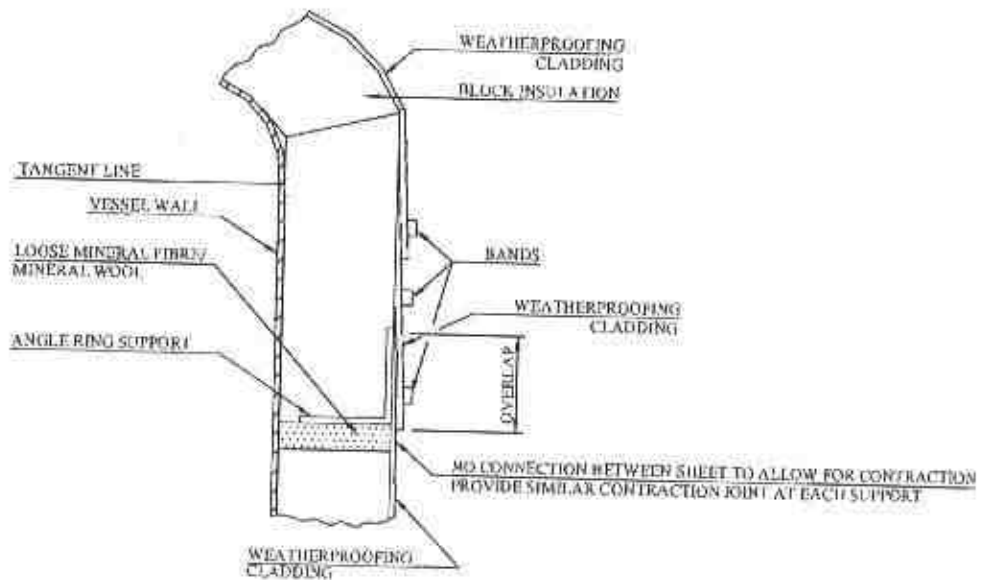 WEATHERPROOFING
CLADDING
BLOCK INSULATION
TANGENT LINE
VESSEL WALL
LOOSE MINERAL FIBRE/
MINERAL WOOL
BANDS
WEATHERPROOFING
CLADDING
ANGLE RING SUPPORT
OVERLAP
NO CONNECTION BETWEEN SHEET TO ALLOW FOR CONTRACTION
PROVIDE SIMILAR CONTRACTION JOINT AT EACH SUPPORT
WEATHERPROOFING
CLADDING